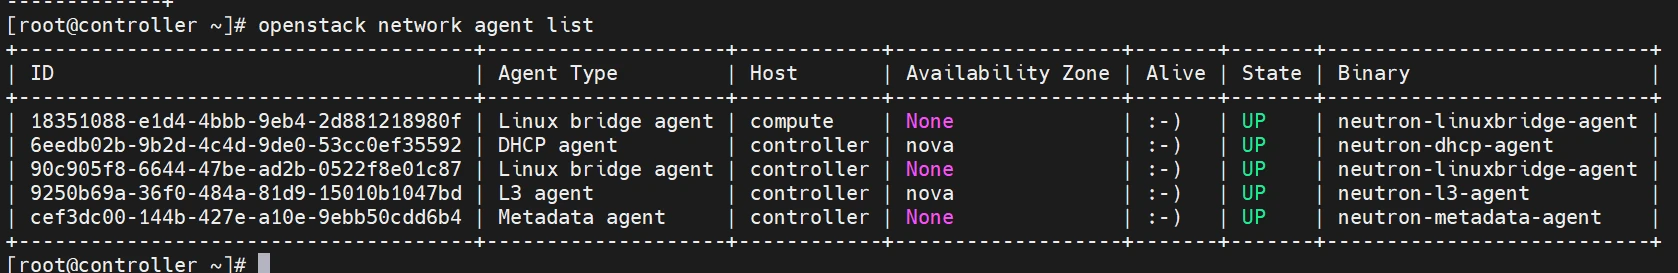 -------------+
[root@controller ~]# openstack network agent list
+--------------------------------------+--------------------+------------+-------------------+-------+-------+---------------------------+
| ID                                   | Agent Type         | Host       | Availability Zone | Alive | State | Binary                    |
+--------------------------------------+--------------------+------------+-------------------+-------+-------+---------------------------+
| 18351088-e1d4-4bbb-9eb4-2d881218980f | Linux bridge agent | compute    | None              | :-)   | UP    | neutron-linuxbridge-agent |
| 6eedb02b-9b2d-4c4d-9de0-53cc0ef35592 | DHCP agent         | controller | nova              | :-)   | UP    | neutron-dhcp-agent        |
| 90c905f8-6644-47be-ad2b-0522f8e01c87 | Linux bridge agent | controller | None              | :-)   | UP    | neutron-linuxbridge-agent |
| 9250b69a-36f0-484a-81d9-15010b1047bd | L3 agent           | controller | nova              | :-)   | UP    | neutron-l3-agent          |
| cef3dc00-144b-427e-a10e-9ebb50cdd6b4 | Metadata agent     | controller | None              | :-)   | UP    | neutron-metadata-agent    |
+--------------------------------------+--------------------+------------+-------------------+-------+-------+---------------------------+
[root@controller ~]#